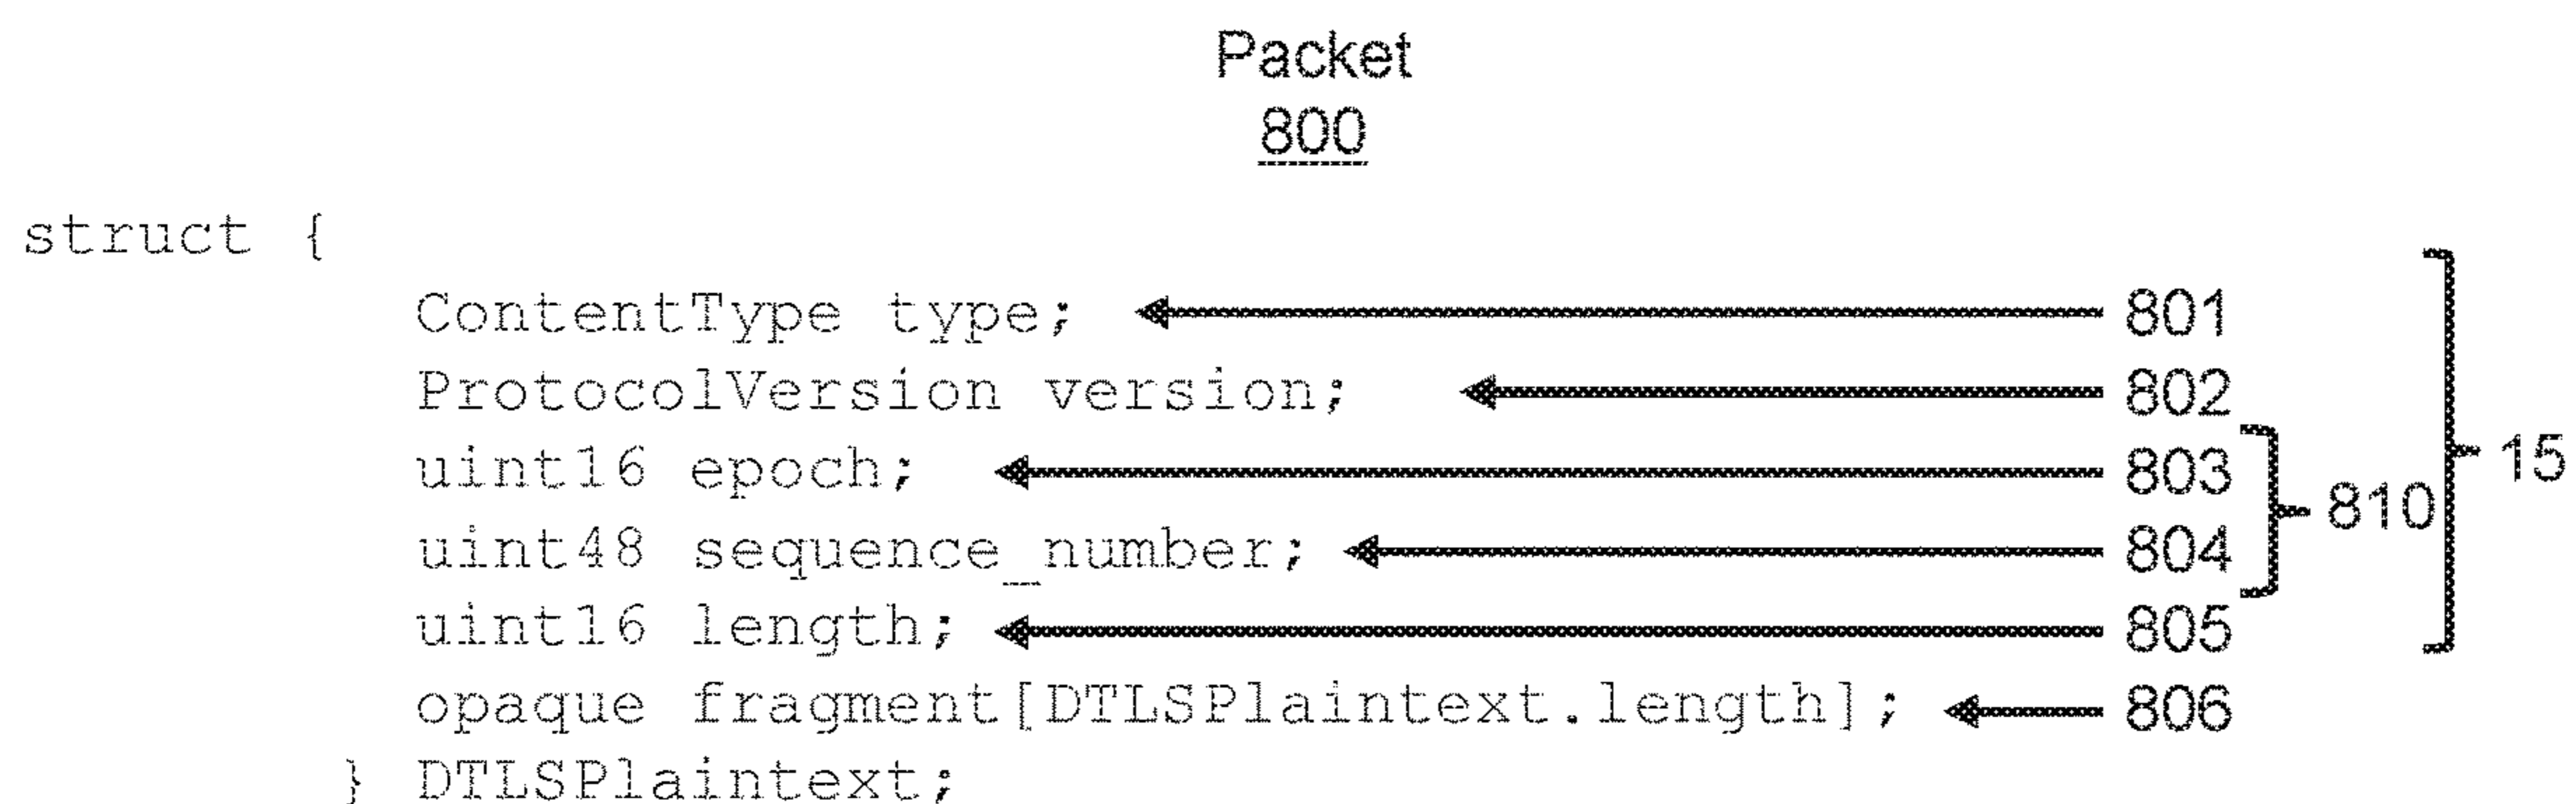 Packet
800
struct {
ContentType type; 801
ProtocolVersion version; 802
uint16 epoch; 803
810 15
uint48 sequence_number; 804
uint16 length; 805
opaque fragment[DTLSPlaintext.length]; 806
} DTLSPlaintext;